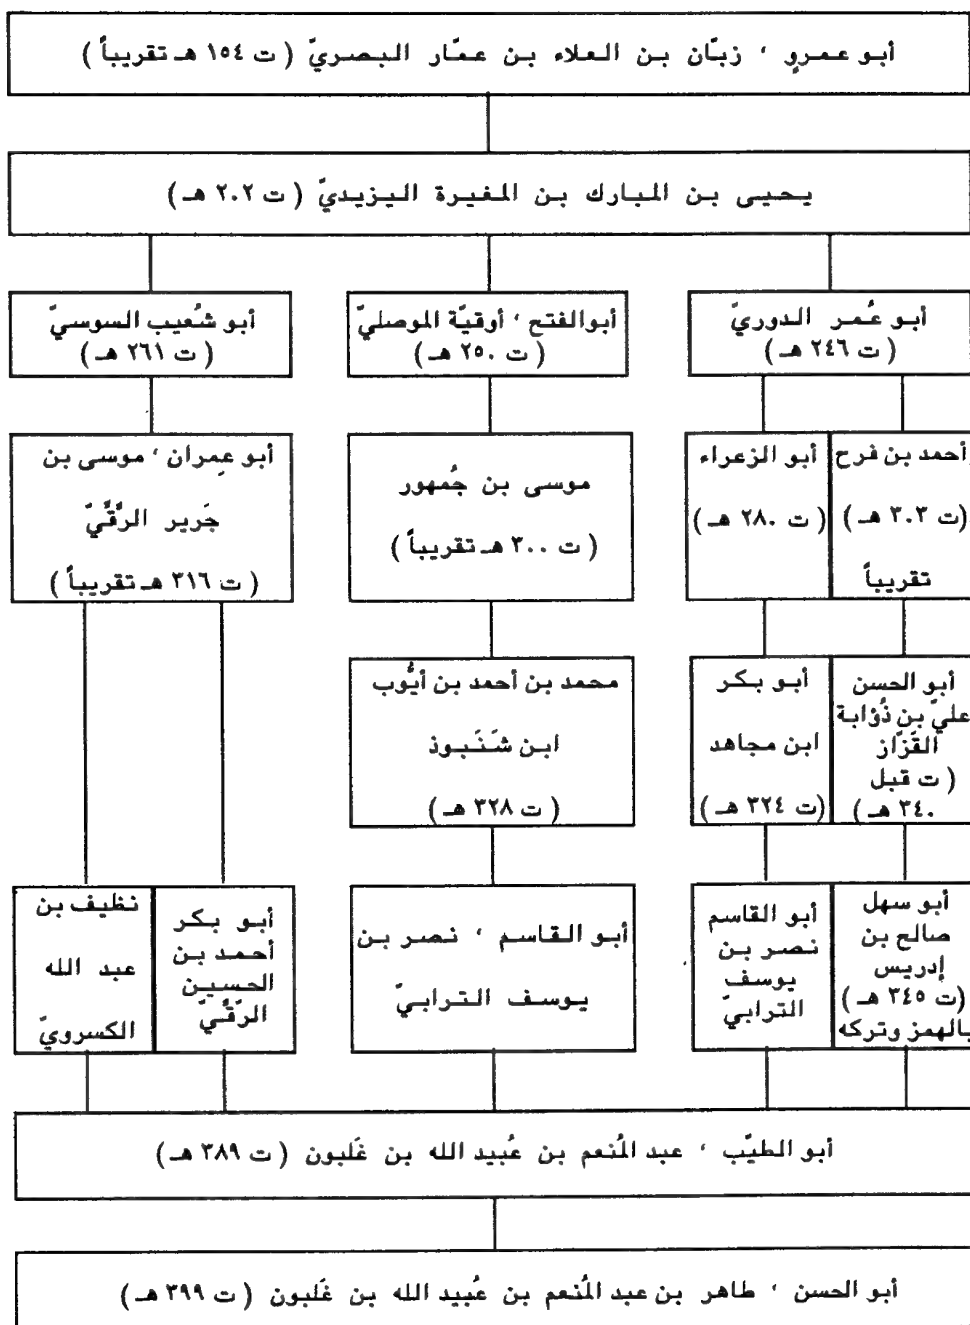 أبو عمروٍ ، زبّان بن العلاء بن عمّار البصريّ ( ت ١٥٤ هـ تقريباً )
يحيى بن المبارك بن المغيرة اليزيديّ ( ت ٢٠٢ هـ )
أبو عُمر الدوريّ
( ت ٢٤٦ هـ )
أبوالفتح ، أوقيّة الموصليّ
( ت ٢٥٠ هـ )
أبو شُعيب السوسيّ
( ت ٢٦١ هـ )
أحمد بن فرح
(ت ٣٠٣ هـ )
تقريباً
أبو الزعراء
( ت ٢٨٠ هـ )
موسى بن جُمهور
( ت ٣٠٠ هـ تقريباً )
أبو عمِران ، موسى بن
جَرير الرَّقِّيّ
( ت ٣١٦ هـ تقريباً )
أبو الحسن
عليّ بن ذُؤابة
القَزّاز
( ت قبل
٣٤٠ هـ )
أبو بكر
ابن مجاهد
(ت ٣٢٤ هـ )
محمد بن أحمد بن أيُّوب
ابن شَنَبوذ
( ت ٣٢٨ هـ )
أبو سهل
صالح بن
إدريس
(ت ٣٤٥ هـ )
بالهمز وتركه
أبو القاسم
نصر بن
يوسف
الترابيّ
أبو القاسم ، نصر بن
يوسف الترابيّ
أبو بكر
أحمد بن
الحسين
الرَّقِّيّ
نظيف بن
عبد الله
الكسرويّ
أبو الطيّب ، عبد المُنعم بن عُبيد الله بن غَلبون ( ت ٣٨٩ هـ )
أبو الحسن ، طاهر بن عبد المُنعم بن عُبيد الله بن غَلبون ( ت ٣٩٩ هـ )